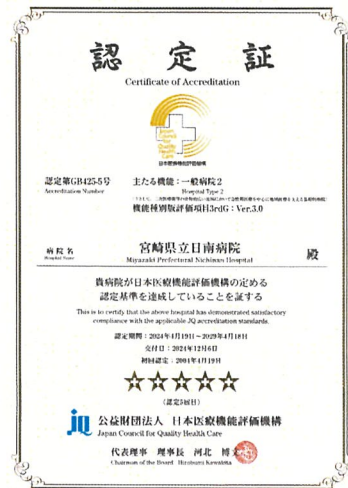 認定証
Certificate of Accreditation
Japan
Council for
Quality
Health
Care
日本医療機能評価機構
認定第GB425-5号
Accreditation Number
主たる機能：一般病院2
Hospital Type 2
機能種別版評価項目3rdG：Ver.3.0
病院名
Hospital Name
宮崎県立日南病院
Miyazaki Prefectural Nichinan Hospital
殿
貴病院が日本医療機能評価機構の定める
認定基準を達成していることを証する
This is to certify that the above hospital has demonstrated satisfactory
compliance with the applicable JQ accreditation standards.
認定期間：2024年4月19日～2029年4月18日
交付日：2024年12月6日
初回認定：2004年4月19日
（認定5回目）
jq 公益財団法人 日本医療機能評価機構
Japan Council for Quality Health Care
代表理事 理事長 河北 博文
Chairman of the Board Hirobumi Kawakita